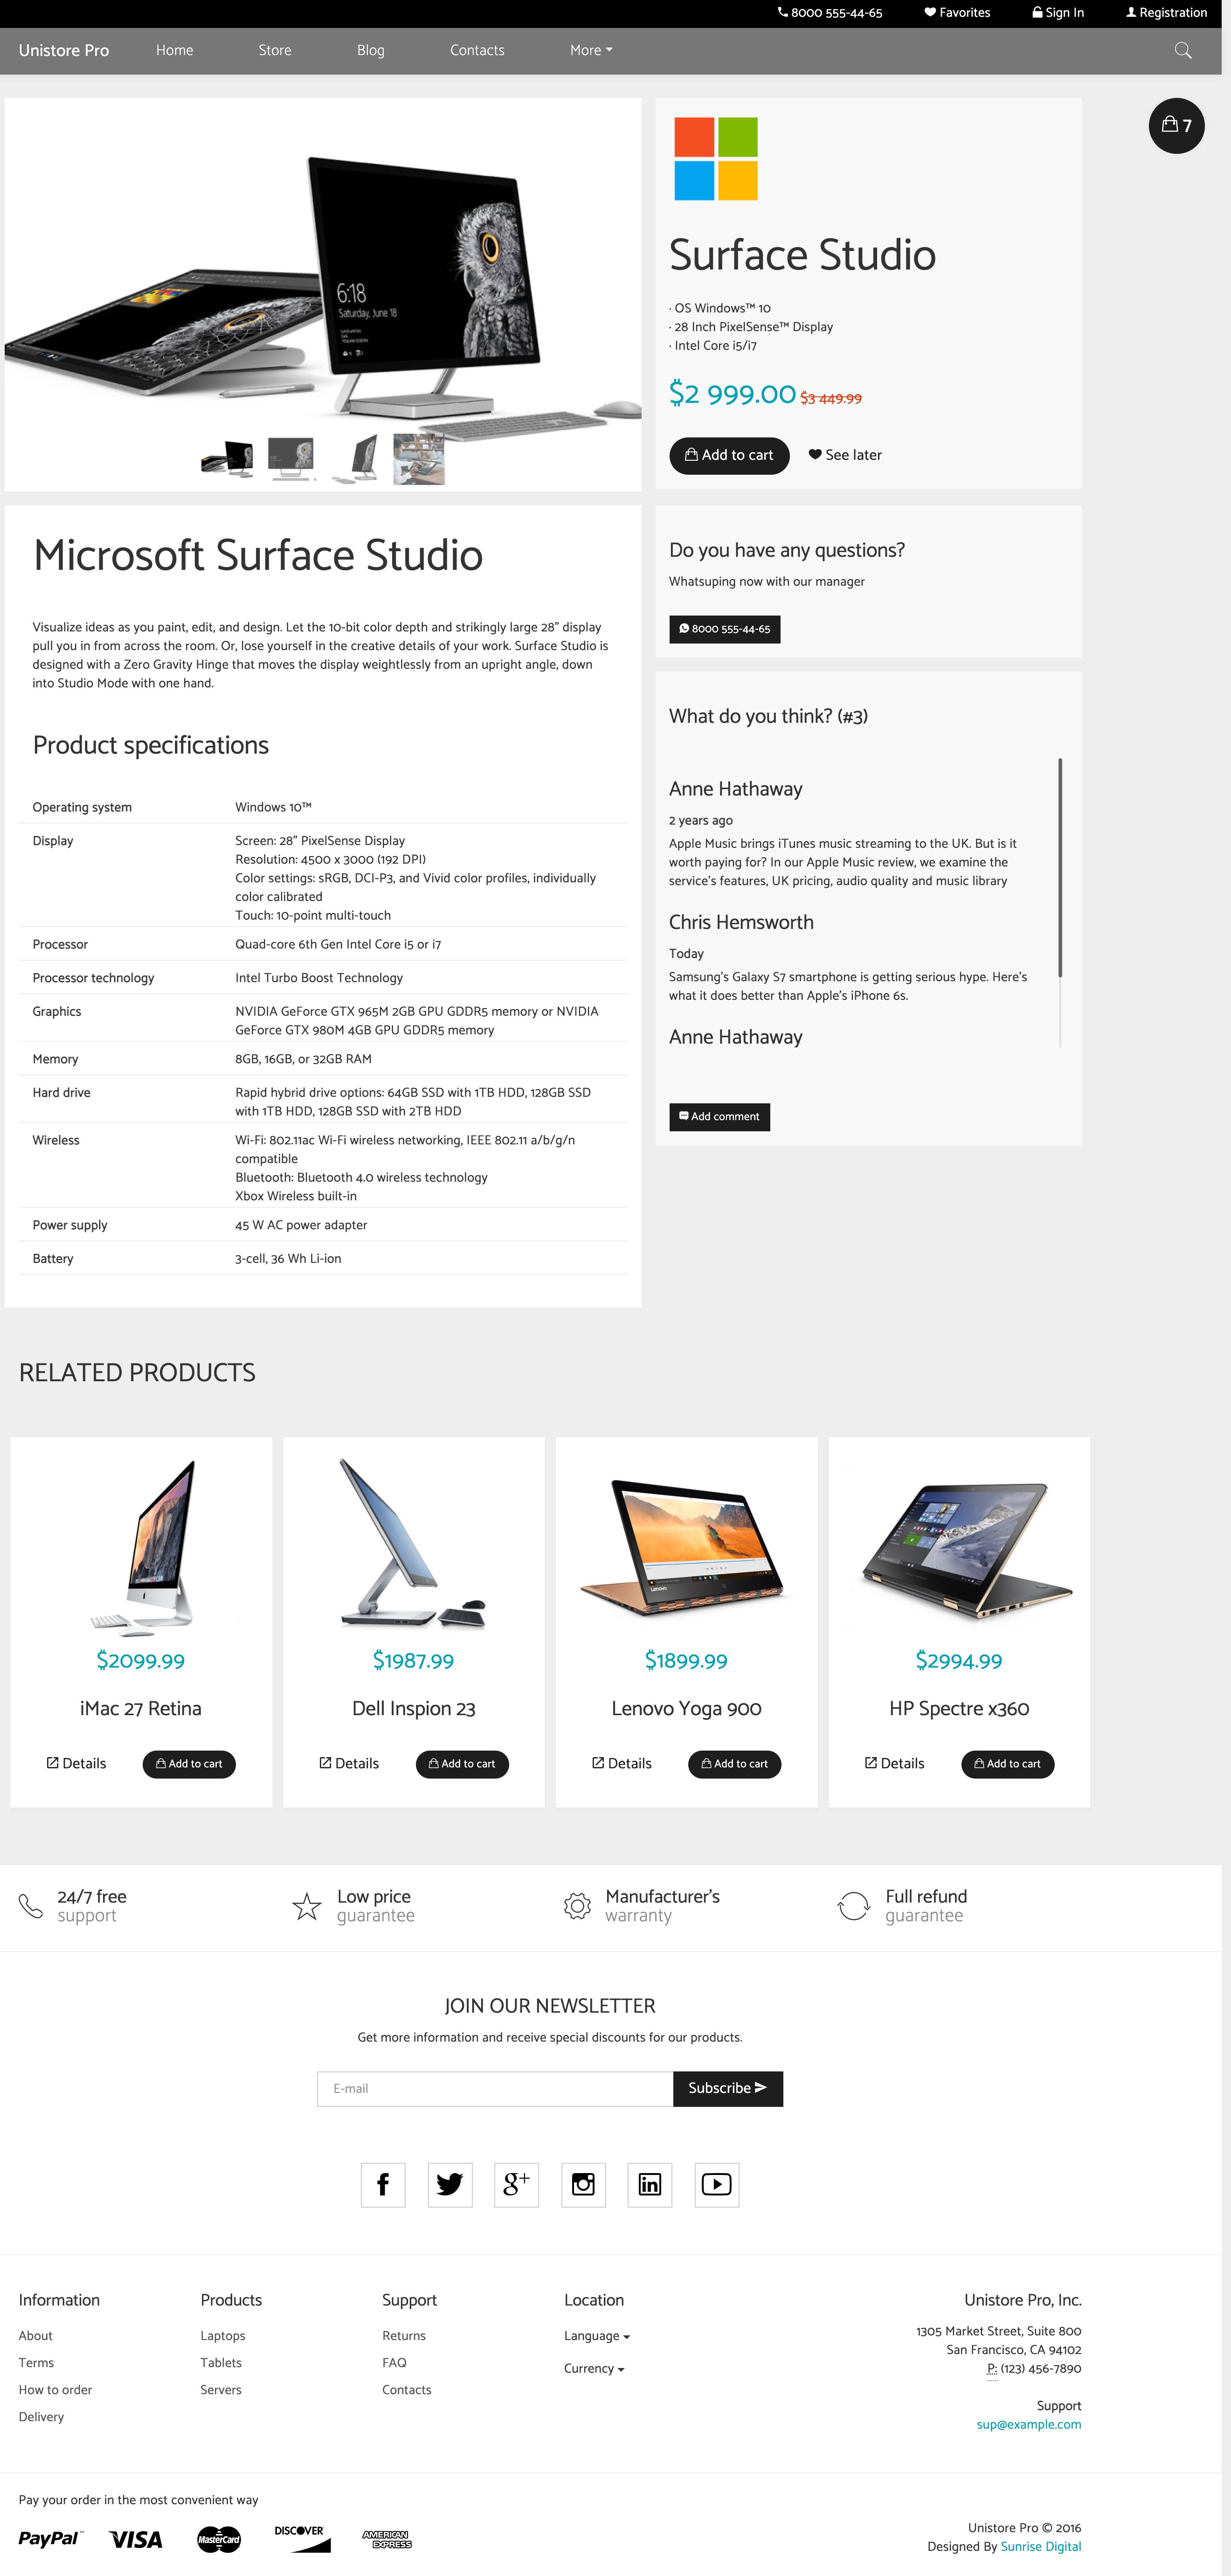 8000 555-44-65
Favorites
Sign In
Registration
Unistore Pro
Home
Store
Blog
Contacts
More
7
6:18
Saturday, June 18
Surface Studio
· OS Windows™ 10
· 28 Inch PixelSense™ Display
· Intel Core i5/i7
$2 999.00 $3 449.99
Add to cart
See later
Microsoft Surface Studio
Visualize ideas as you paint, edit, and design. Let the 10-bit color depth and strikingly large 28" display
pull you in from across the room. Or, lose yourself in the creative details of your work. Surface Studio is
designed with a Zero Gravity Hinge that moves the display weightlessly from an upright angle, down
into Studio Mode with one hand.
Product specifications
Operating system
Windows 10™
Display
Screen: 28" PixelSense Display
Resolution: 4500 x 3000 (192 DPI)
Color settings: sRGB, DCI-P3, and Vivid color profiles, individually
color calibrated
Touch: 10-point multi-touch
Processor
Quad-core 6th Gen Intel Core i5 or i7
Processor technology
Intel Turbo Boost Technology
Graphics
NVIDIA GeForce GTX 965M 2GB GPU GDDR5 memory or NVIDIA
GeForce GTX 980M 4GB GPU GDDR5 memory
Memory
8GB, 16GB, or 32GB RAM
Hard drive
Rapid hybrid drive options: 64GB SSD with 1TB HDD, 128GB SSD
with 1TB HDD, 128GB SSD with 2TB HDD
Wireless
Wi-Fi: 802.11ac Wi-Fi wireless networking, IEEE 802.11 a/b/g/n
compatible
Bluetooth: Bluetooth 4.0 wireless technology
Xbox Wireless built-in
Power supply
45 W AC power adapter
Battery
3-cell, 36 Wh Li-ion
Do you have any questions?
Whatsuping now with our manager
8000 555-44-65
What do you think? (#3)
Anne Hathaway
2 years ago
Apple Music brings iTunes music streaming to the UK. But is it
worth paying for? In our Apple Music review, we examine the
service's features, UK pricing, audio quality and music library
Chris Hemsworth
Today
Samsung's Galaxy S7 smartphone is getting serious hype. Here's
what it does better than Apple's iPhone 6s.
Anne Hathaway
Add comment
RELATED PRODUCTS
$2099.99
iMac 27 Retina
Details
Add to cart
$1987.99
Dell Inspion 23
Details
Add to cart
Lenovo
$1899.99
Lenovo Yoga 900
Details
Add to cart
$2994.99
HP Spectre x360
Details
Add to cart
24/7 free
support
Low price
guarantee
Manufacturer's
warranty
Full refund
guarantee
JOIN OUR NEWSLETTER
Get more information and receive special discounts for our products.
E-mail
Subscribe
Information
About
Terms
How to order
Delivery
Products
Laptops
Tablets
Servers
Support
Returns
FAQ
Contacts
Location
Language
Currency
Unistore Pro, Inc.
1305 Market Street, Suite 800
San Francisco, CA 94102
P: (123) 456-7890
Support
sup@example.com
Pay your order in the most convenient way
PayPal
VISA
MasterCard
DISCOVER
AMERICAN
EXPRESS
Unistore Pro © 2016
Designed By Sunrise Digital